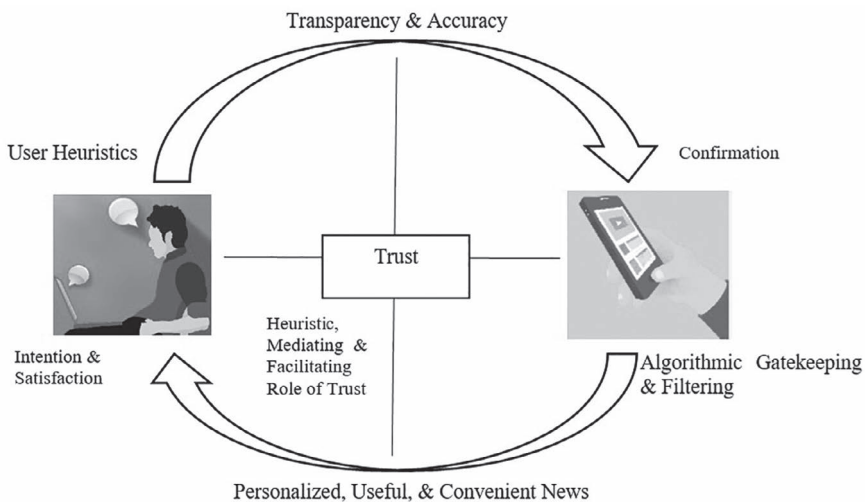 Transparency & Accuracy
User Heuristics
Confirmation
Trust
Heuristic,
Mediating &
Facilitating
Role of Trust
Intention &
Satisfaction
Algorithmic Gatekeeping
& Filtering
Personalized, Useful, & Convenient News